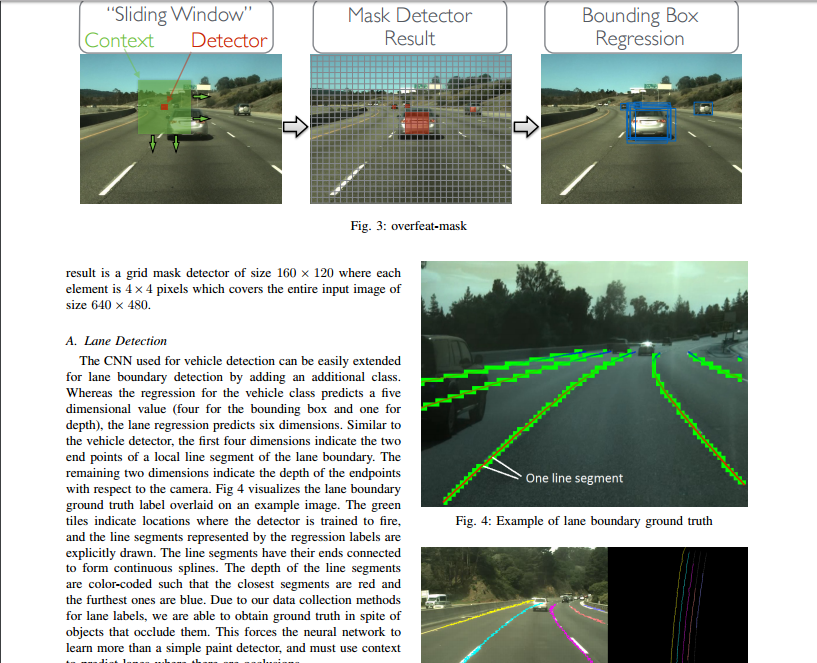 “Sliding Window”
Context
Detector
Mask Detector
Result
Bounding Box
Regression
Fig. 3: overfeat-mask
result is a grid mask detector of size 160 × 120 where each
element is 4 × 4 pixels which covers the entire input image of
size 640 × 480.
A. Lane Detection
The CNN used for vehicle detection can be easily extended
for lane boundary detection by adding an additional class.
Whereas the regression for the vehicle class predicts a five
dimensional value (four for the bounding box and one for
depth), the lane regression predicts six dimensions. Similar to
the vehicle detector, the first four dimensions indicate the two
end points of a local line segment of the lane boundary. The
remaining two dimensions indicate the depth of the endpoints
with respect to the camera. Fig 4 visualizes the lane boundary
ground truth label overlaid on an example image. The green
tiles indicate locations where the detector is trained to fire,
and the line segments represented by the regression labels are
explicitly drawn. The line segments have their ends connected
to form continuous splines. The depth of the line segments
are color-coded such that the closest segments are red and
the furthest ones are blue. Due to our data collection methods
for lane labels, we are able to obtain ground truth in spite of
objects that occlude them. This forces the neural network to
learn more than a simple paint detector, and must use context
to predict lanes where there are occlusions.
One line segment
Fig. 4: Example of lane boundary ground truth